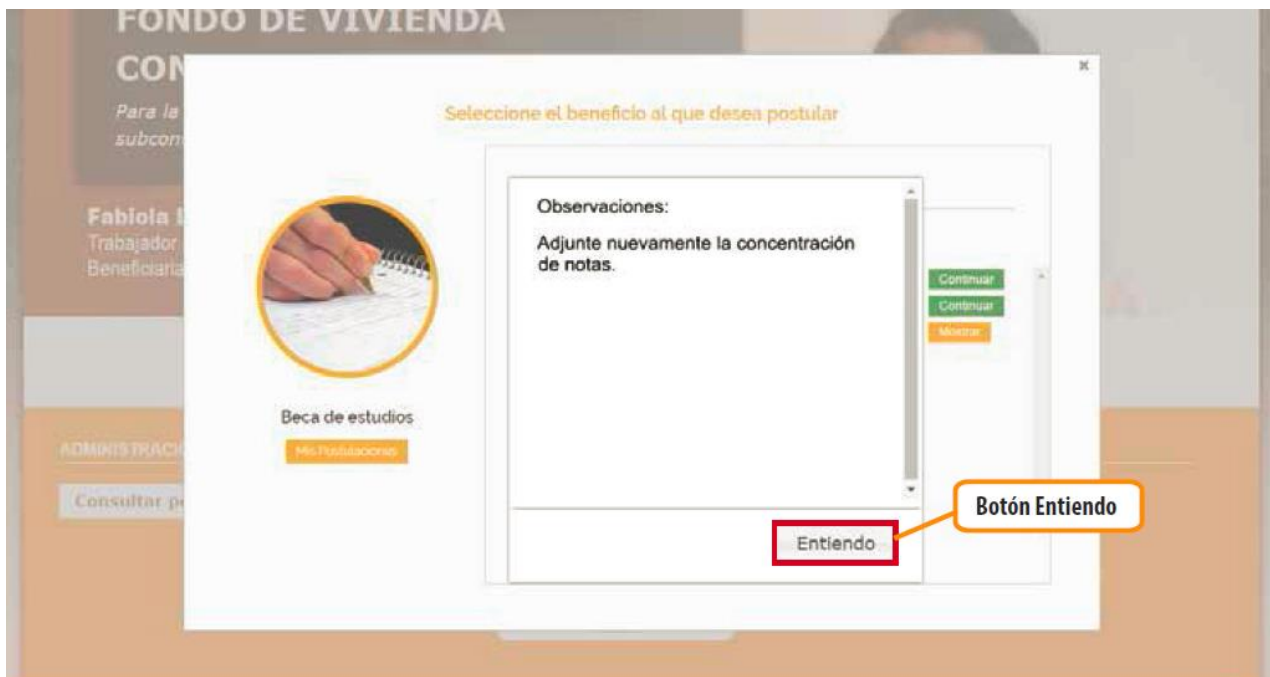 FONDO DE VIVIENDA
CON
Para la
subcon
Seleccione el beneficio al que desea postular
Fabiola
Trabajador
Beneficiaria
Observaciones:
Adjunte nuevamente la concentración
de notas.
Continuar
Continuar
Mostrar
Beca de estudios
Mis Postulaciones
ADMINISTRACI
Consultar p
Entiendo
Botón Entiendo